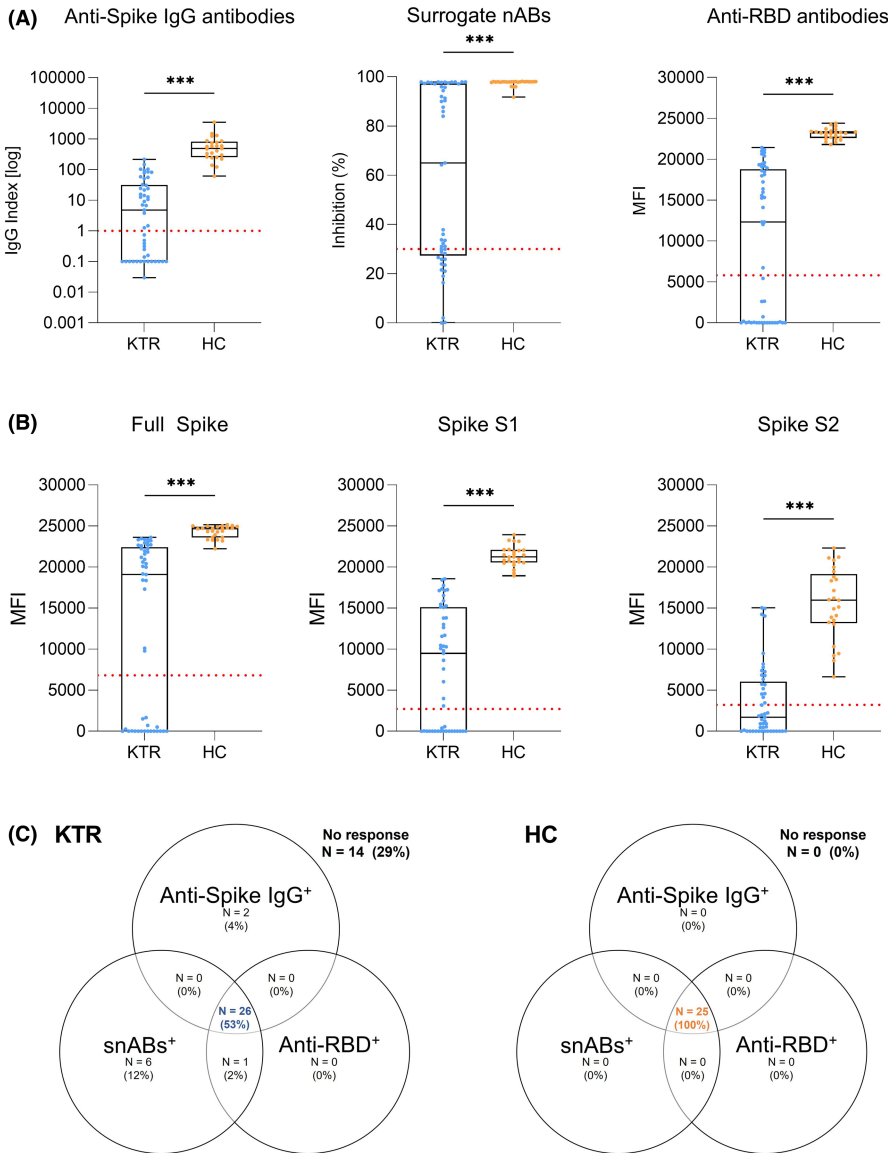 (A)
Anti-Spike IgG antibodies
***
100000
10000
1000
100
10
1
0.1
0.01
0.001
IgG Index [log]
KTR HC
Surrogate nABs
***
100
80
60
40
20
0
Inhibition (%)
KTR HC
Anti-RBD antibodies
***
30000
25000
20000
15000
10000
5000
0
MFI
KTR HC
(B)
Full Spike
***
30000
25000
20000
15000
10000
5000
0
MFI
KTR HC
Spike S1
***
30000
25000
20000
15000
10000
5000
0
MFI
KTR HC
Spike S2
***
30000
25000
20000
15000
10000
5000
0
MFI
KTR HC
(C) KTR
No response
N = 14 (29%)
Anti-Spike IgG+
N = 2
(4%)
N = 0
(0%)
N = 0
(0%)
N = 26
(53%)
snABs+
N = 6
(12%)
N = 1
(2%)
Anti-RBD+
N = 0
(0%)
HC
No response
N = 0 (0%)
Anti-Spike IgG+
N = 0
(0%)
N = 0
(0%)
N = 0
(0%)
N = 25
(100%)
snABs+
N = 0
(0%)
N = 0
(0%)
Anti-RBD+
N = 0
(0%)